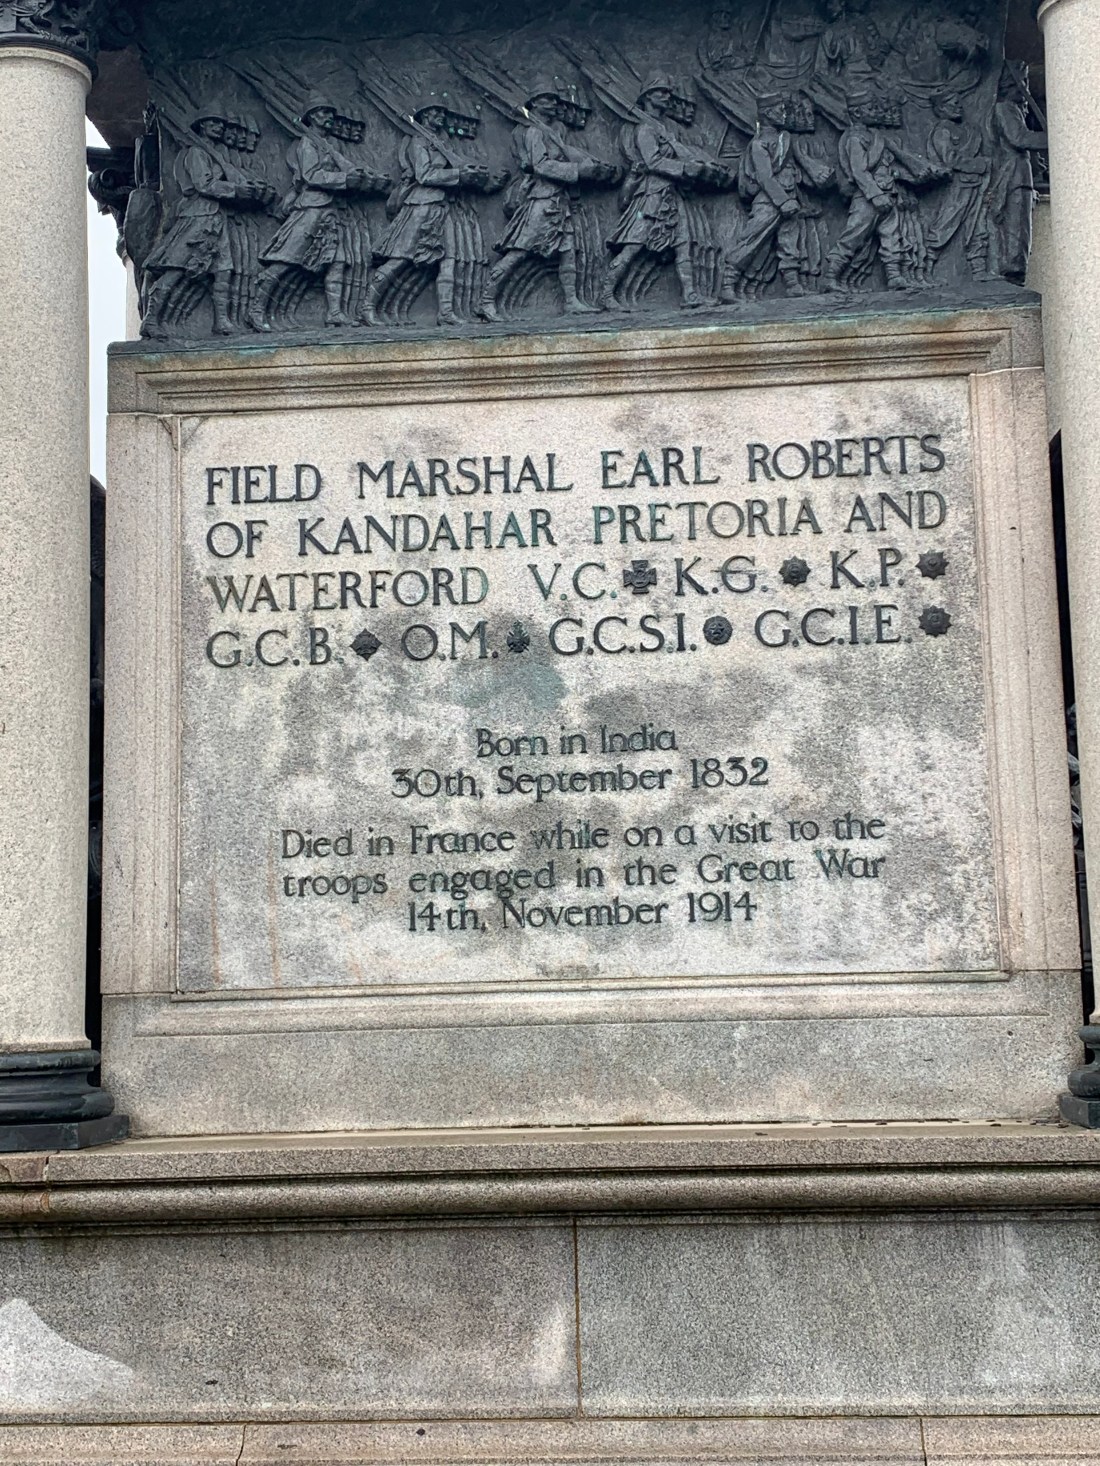 FIELD MARSHAL EARL ROBERTS
OF KANDAHAR PRETORIA AND
WATERFORD V.C. K.G. K.P.
G.C.B. O.M. G.C.S.I. G.C.I.E.
Born in India
30th, September 1832
Died in France while on a visit to the
troops engaged in the Great War
14th, November 1914